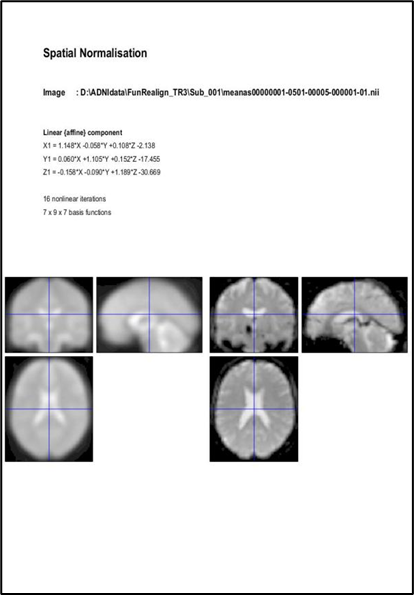 Spatial Normalisation
Image : D:\ADNIdata\FunRealign_TR3\Sub_001\meanas00000001-0501-00005-000001-01.nii
Linear (affine) component
X1 = 1.148*X -0.058*Y +0.108*Z -2.138
Y1 = 0.060*X +1.105*Y +0.152*Z -17.455
Z1 = -0.158*X -0.090*Y +1.189*Z -30.669
16 nonlinear iterations
7 x 9 x 7 basis functions